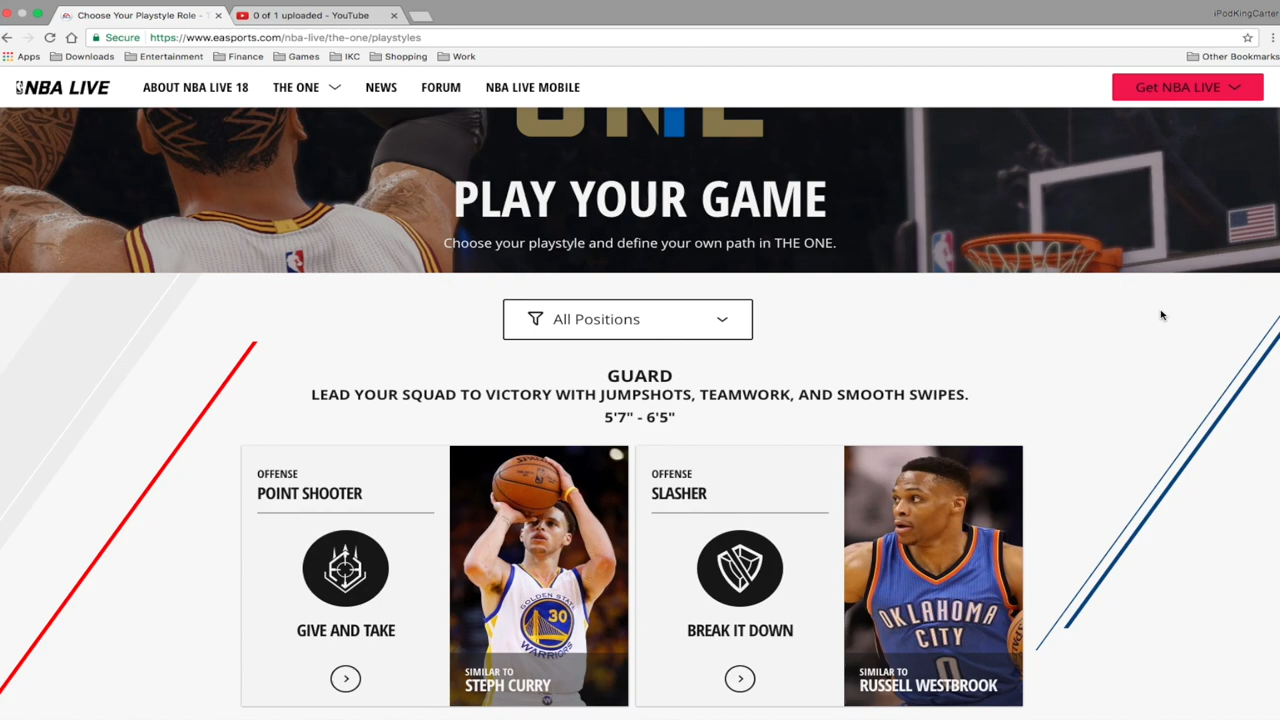 Choose Your Playstyle Role - T
0 of 1 uploaded - YouTube
iPodKingCarter
Secure
https://www.easports.com/nba-live/the-one/playstyles
Apps
Downloads
Entertainment
Finance
Games
IKC
Shopping
Work
Other Bookmarks
NBA LIVE
ABOUT NBA LIVE 18
THE ONE
NEWS
FORUM
NBA LIVE MOBILE
Get NBA LIVE
ONE
PLAY YOUR GAME
Choose your playstyle and define your own path in THE ONE.
All Positions
GUARD
LEAD YOUR SQUAD TO VICTORY WITH JUMPSHOTS, TEAMWORK, AND SMOOTH SWIPES.
5'7" - 6'5"
OFFENSE
POINT SHOOTER
GIVE AND TAKE
GOLDEN STATE
30
WARRIORS
SIMILAR TO
STEPH CURRY
OFFENSE
SLASHER
BREAK IT DOWN
OKLAHOMA
CITY
0
SIMILAR TO
RUSSELL WESTBROOK